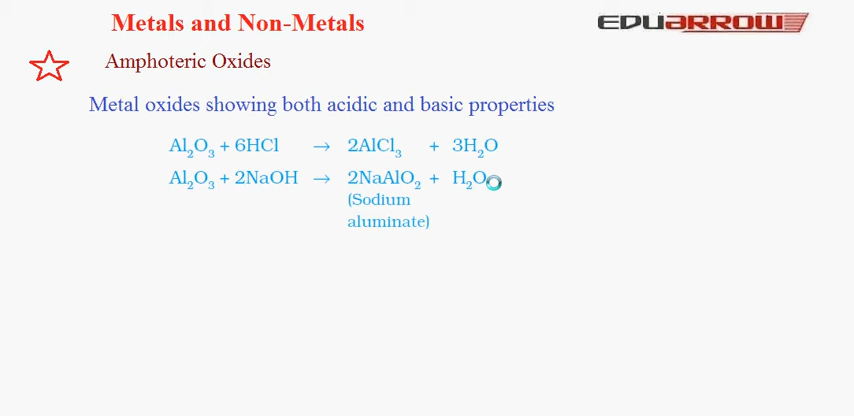 Metals and Non-Metals
EDUARROW
Amphoteric Oxides
Metal oxides showing both acidic and basic properties
Al₂O₃ + 6HCl → 2AlCl₃ + 3H₂O
Al₂O₃ + 2NaOH → 2NaAlO₂ + H₂O
(Sodium
aluminate)